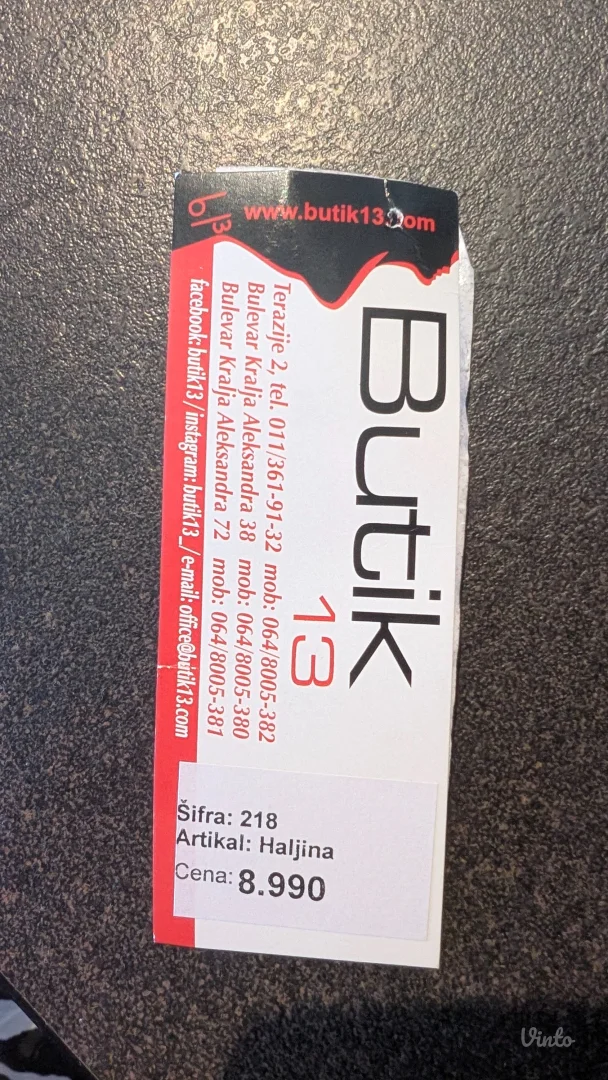 b/13
www.butik13.com
Butik
13
Terazije 2, tel. 011/361-91-32 mob: 064/8005-382
Bulevar Kralja Aleksandra 38 mob: 064/8005-380
Bulevar Kralja Aleksandra 72 mob: 064/8005-381
facebook: butik13 / instagram: butik13_ / e-mail: office@butik13.com
Šifra: 218
Artikal: Haljina
Cena: 8.990
Vinto